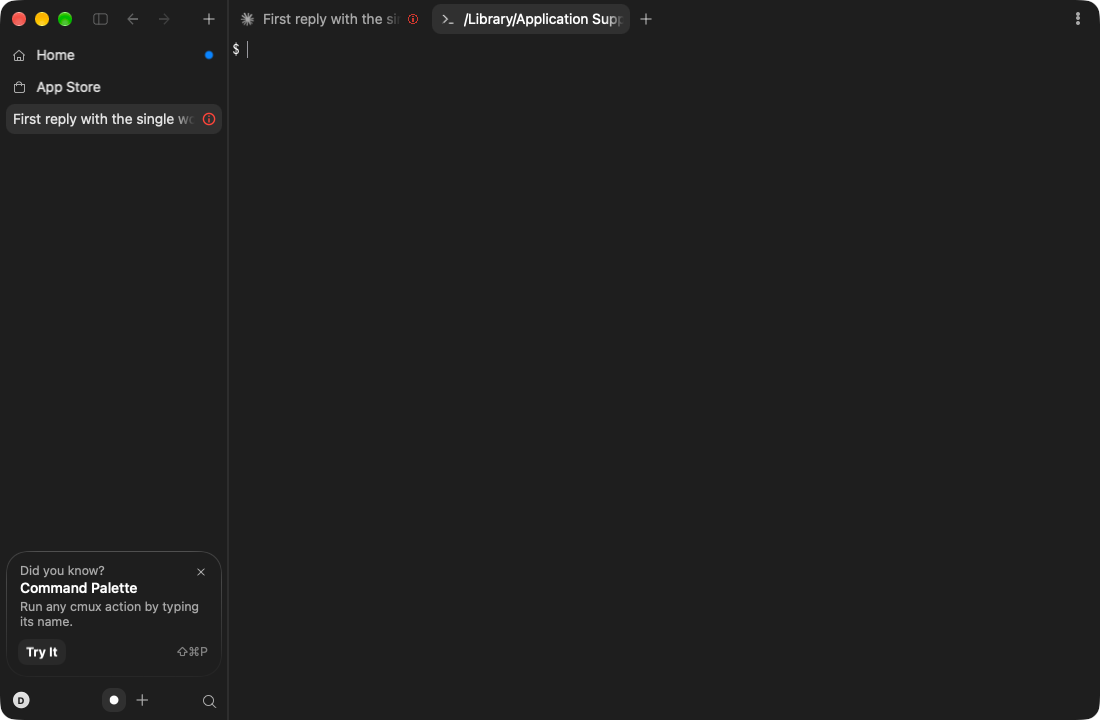 First reply with the si
/Library/Application Supp
Home
App Store
First reply with the single wo
$
Did you know?
Command Palette
Run any cmux action by typing
its name.
Try It
⇧⌘P
D